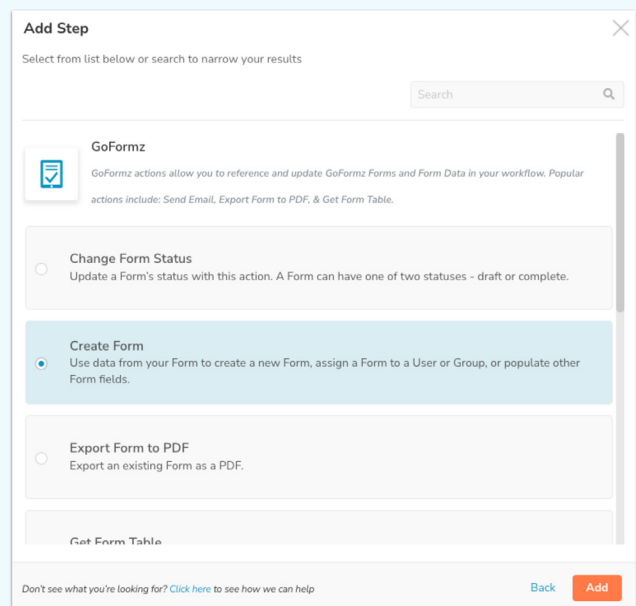 Add Step
Select from list below or search to narrow your results
Search
GoFormz
GoFormz actions allow you to reference and update GoFormz Forms and Form Data in your workflow. Popular
actions include: Send Email, Export Form to PDF, & Get Form Table.
Change Form Status
Update a Form's status with this action. A Form can have one of two statuses - draft or complete.
Create Form
Use data from your Form to create a new Form, assign a Form to a User or Group, or populate other
Form fields.
Export Form to PDF
Export an existing Form as a PDF.
Get Form Table
Don't see what you're looking for? Click here to see how we can help
Back
Add